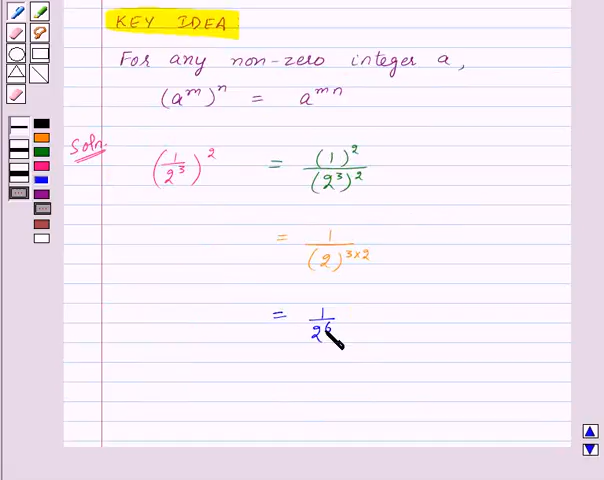 KEY IDEA
For any non-zero integer a,
(a^m)^n = a^{mn}
Soln.
(1/2^3)^2 = (1)^2/(2^3)^2
= 1/(2)^{3×2}
= 1/2^6